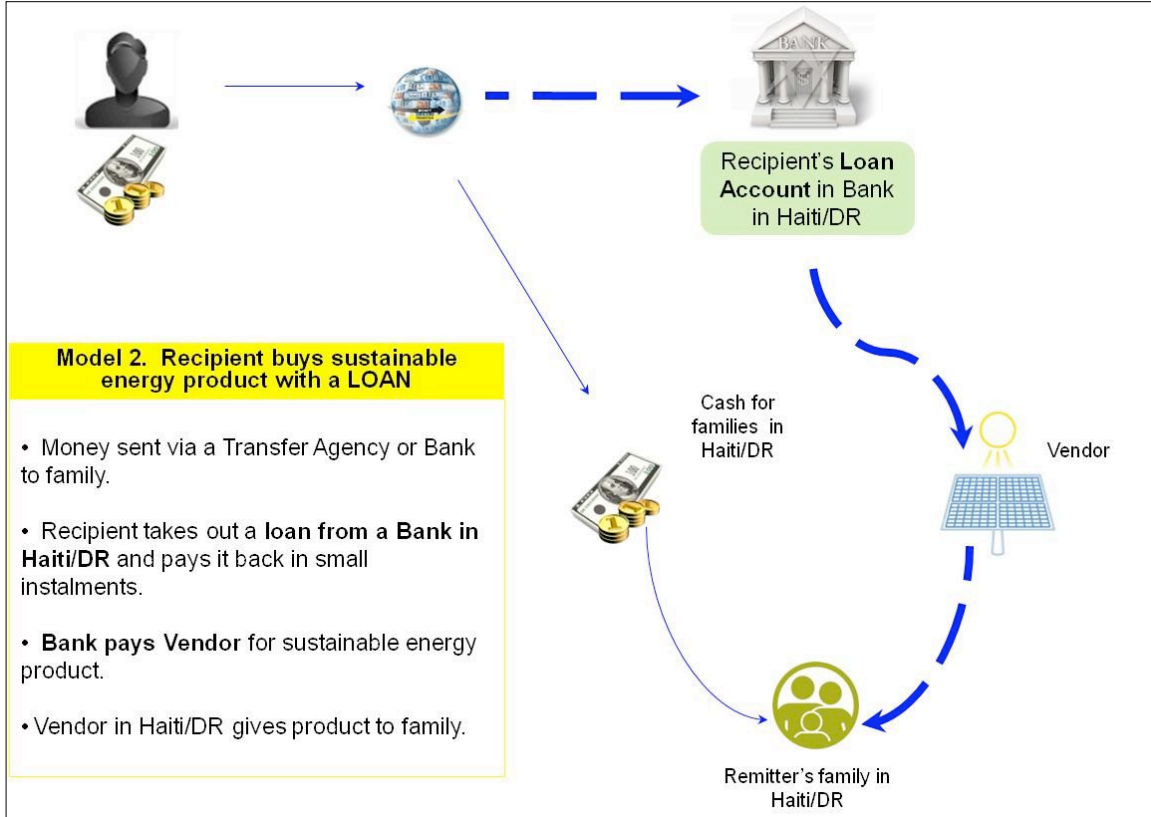 BANK
Recipient's Loan
Account in Bank
in Haiti/DR
Model 2. Recipient buys sustainable
energy product with a LOAN
• Money sent via a Transfer Agency or Bank
to family.
• Recipient takes out a loan from a Bank in
Haiti/DR and pays it back in small
instalments.
• Bank pays Vendor for sustainable energy
product.
• Vendor in Haiti/DR gives product to family.
Cash for
families in
Haiti/DR
Vendor
Remitter's family in
Haiti/DR